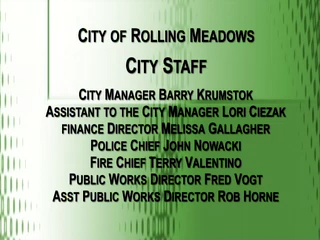 City of Rolling Meadows
City Staff
City Manager Barry Krumstok
Assistant to the City Manager Lori Ciezak
finance Director Melissa Gallagher
Police Chief John Nowacki
Fire Chief Terry Valentino
Public Works Director Fred Vogt
Asst Public Works Director Rob Horne